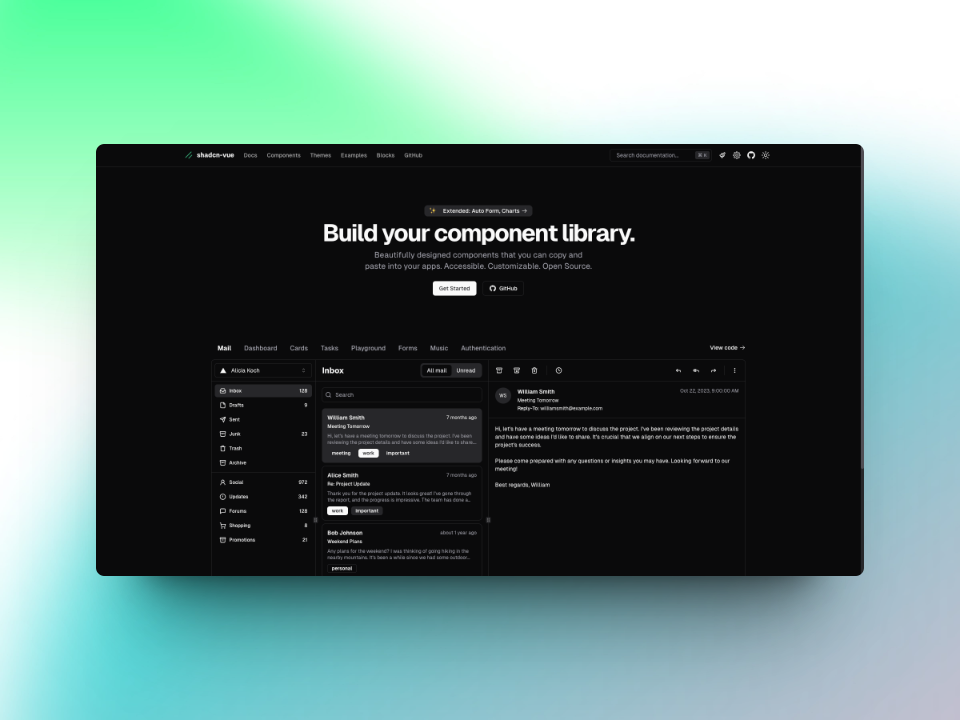 shadcn-vue Docs Components Themes Examples Blocks GitHub Search documentation... ⌘ K
✨ Extended: Auto Form, Charts →
Build your component library.
Beautifully designed components that you can copy and
paste into your apps. Accessible. Customizable. Open Source.
Get Started GitHub
Mail Dashboard Cards Tasks Playground Forms Music Authentication View code →
Alicia Koch
Inbox 128
Drafts 9
Sent
Junk 23
Trash
Archive
Social 972
Updates 342
Forums 128
Shopping 8
Promotions 21
Inbox All mail Unread
Search
William Smith 7 months ago
Meeting Tomorrow
Hi, let's have a meeting tomorrow to discuss the project. I've been
reviewing the project details and have some ideas I'd like to share...
meeting work important
Alice Smith 7 months ago
Re: Project Update
Thank you for the project update. It looks great! I've gone through
the report, and the progress is impressive. The team has done a...
work important
Bob Johnson about 1 year ago
Weekend Plans
Any plans for the weekend? I was thinking of going hiking in the
nearby mountains. It's been a while since we had some outdoor...
personal
WS William Smith Oct 22, 2023, 9:00:00 AM
Meeting Tomorrow
Reply-To: williamsmith@example.com
Hi, let's have a meeting tomorrow to discuss the project. I've been reviewing the project details
and have some ideas I'd like to share. It's crucial that we align on our next steps to ensure the
project's success.
Please come prepared with any questions or insights you may have. Looking forward to our
meeting!
Best regards, William